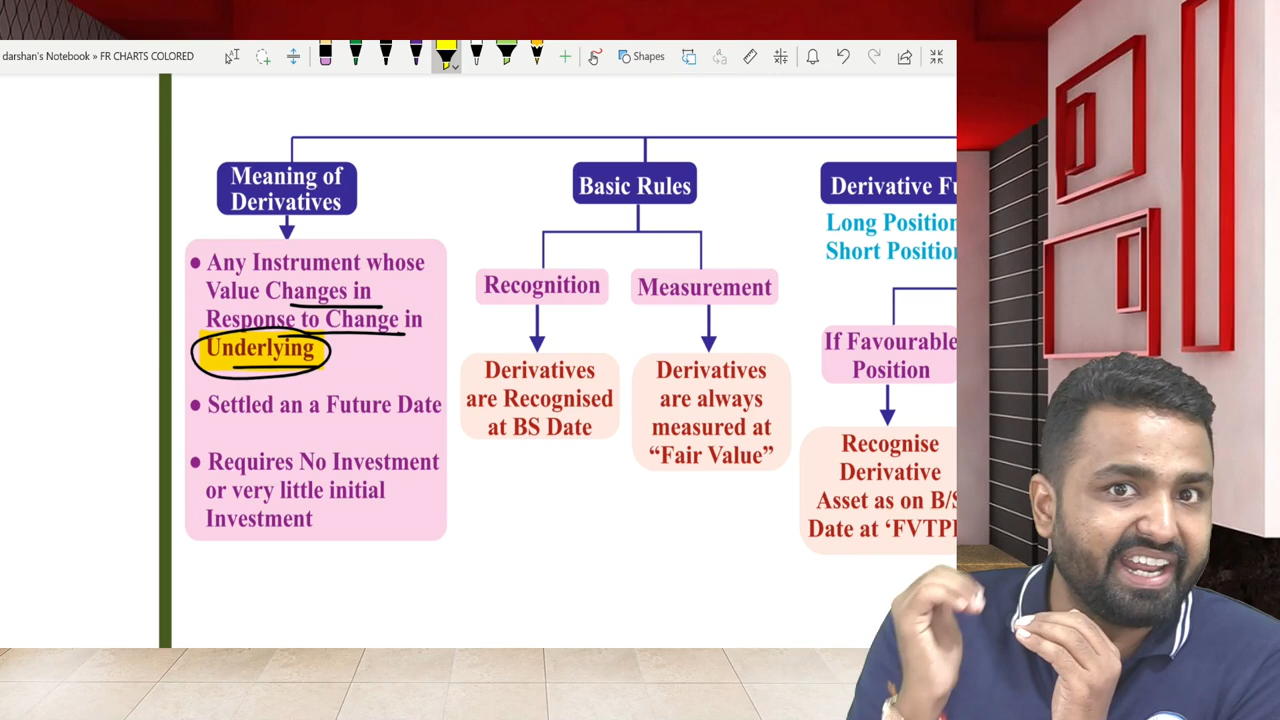 darshan's Notebook » FR CHARTS COLORED
Shapes
Meaning of
Derivatives
• Any Instrument whose
Value Changes in
Response to Change in
Underlying
• Settled an a Future Date
• Requires No Investment
or very little initial
Investment
Basic Rules
Recognition
Derivatives
are Recognised
at BS Date
Measurement
Derivatives
are always
measured at
“Fair Value”
Derivative Fu
Long Position
Short Position
If Favourable
Position
Recognise
Derivative
Asset as on B/S
Date at ‘FVTPL